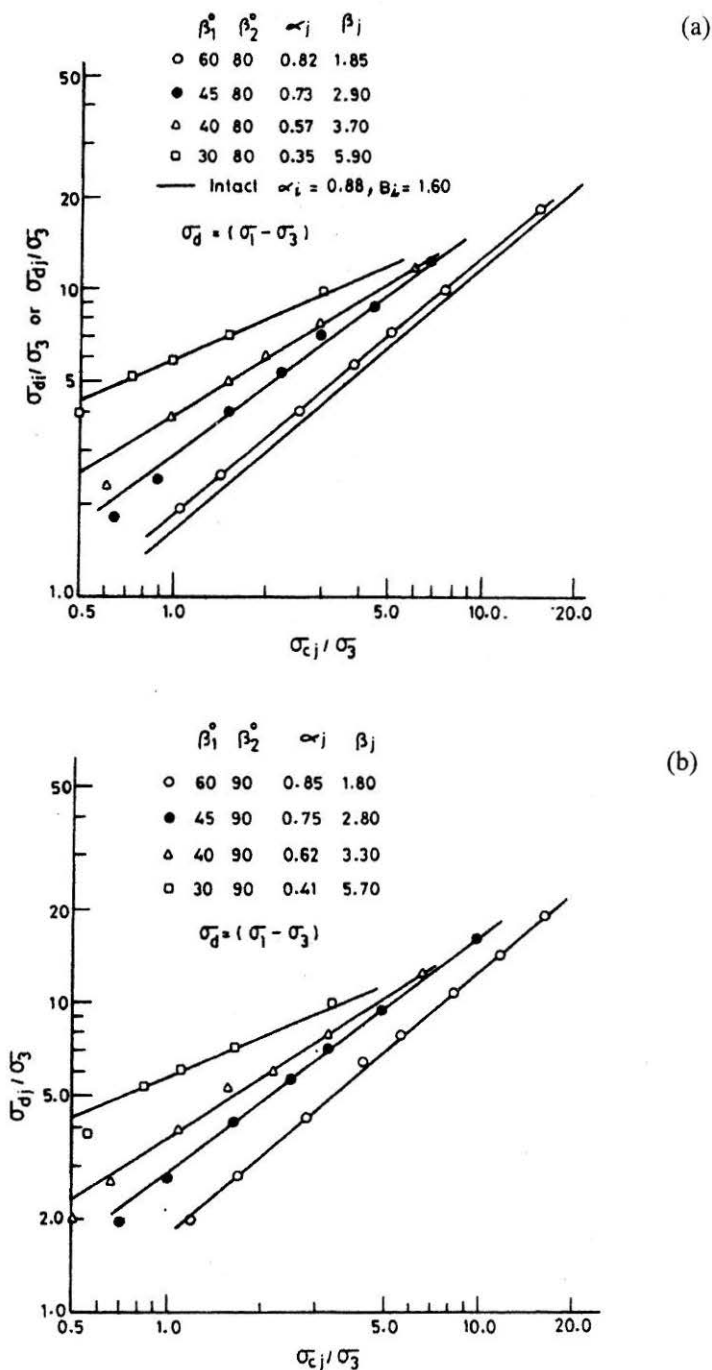 (a)
β₁° β₂° αj βj
○ 60 80 0.82 1.85
● 45 80 0.73 2.90
△ 40 80 0.57 3.70
□ 30 80 0.35 5.90
— Intact αi = 0.88, Bi = 1.60
σd = (σ1 - σ3)
σdi/σ3 or σdj/σ3
50
20
10
5
1.0
0.5 1.0 5.0 10.0. 20.0
σcj/σ3
(b)
β₁° β₂° αj βj
○ 60 90 0.85 1.80
● 45 90 0.75 2.80
△ 40 90 0.62 3.30
□ 30 90 0.41 5.70
σd = (σ1 - σ3)
σdj/σ3
50
20
10
5.0
2.0
1.0
0.5 1.0 5.0 10.0 20.0
σcj/σ3